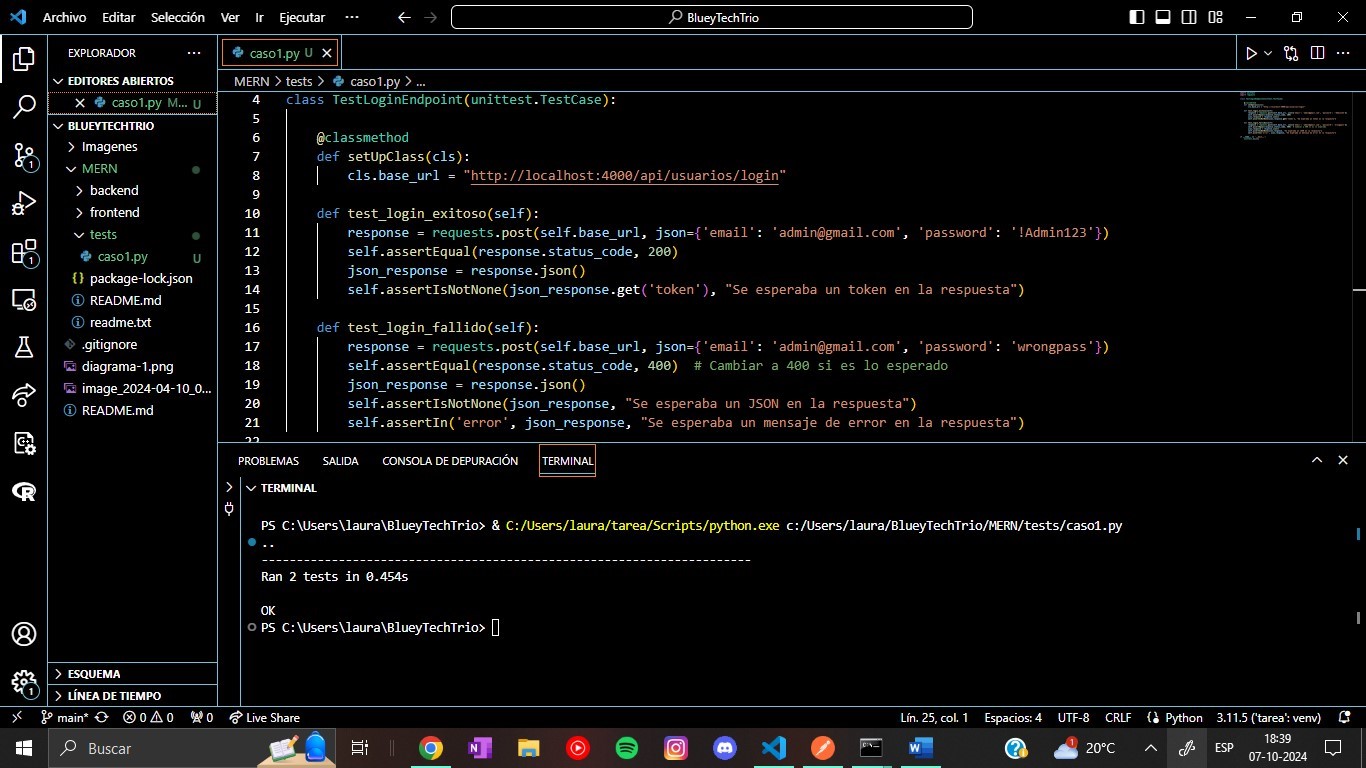 Archivo Editar Selección Ver Ir Ejecutar ··· BlueyTechTrio
EXPLORADOR ···
EDITORES ABIERTOS
caso1.py M... U
BLUEYTECHTRIO
Imagenes
MERN
backend
frontend
tests
caso1.py U
package-lock.json
README.md
readme.txt
.gitignore
diagrama-1.png
image_2024-04-10_0...
README.md
ESQUEMA
LÍNEA DE TIEMPO
caso1.py U
MERN > tests > caso1.py > ...
4 class TestLoginEndpoint(unittest.TestCase):
5
6 @classmethod
7 def setUpClass(cls):
8 cls.base_url = "http://localhost:4000/api/usuarios/login"
9
10 def test_login_exitoso(self):
11 response = requests.post(self.base_url, json={'email': 'admin@gmail.com', 'password': '!Admin123'})
12 self.assertEqual(response.status_code, 200)
13 json_response = response.json()
14 self.assertIsNotNone(json_response.get('token'), "Se esperaba un token en la respuesta")
15
16 def test_login_fallido(self):
17 response = requests.post(self.base_url, json={'email': 'admin@gmail.com', 'password': 'wrongpass'})
18 self.assertEqual(response.status_code, 400) # Cambiar a 400 si es lo esperado
19 json_response = response.json()
20 self.assertIsNotNone(json_response, "Se esperaba un JSON en la respuesta")
21 self.assertIn('error', json_response, "Se esperaba un mensaje de error en la respuesta")
22
PROBLEMAS SALIDA CONSOLA DE DEPURACIÓN TERMINAL
TERMINAL
PS C:\Users\laura\BlueyTechTrio> & C:/Users/laura/tarea/Scripts/python.exe c:/Users/laura/BlueyTechTrio/MERN/tests/caso1.py
..
----------------------------------------------------------------------
Ran 2 tests in 0.454s
OK
PS C:\Users\laura\BlueyTechTrio>
main* 0 0 0 Live Share Lín. 25, col. 1 Espacios: 4 UTF-8 CRLF Python 3.11.5 ('tarea': venv)
Buscar 20°C ESP 18:39
07-10-2024